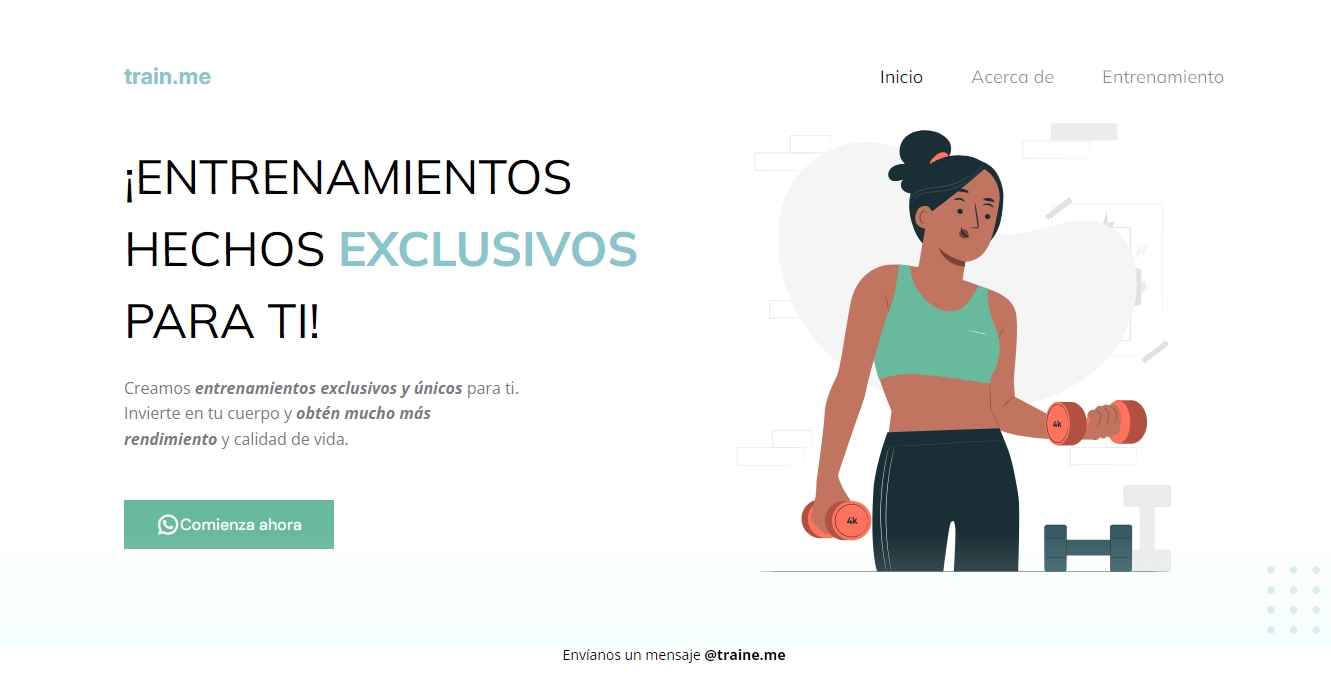 train.me
Inicio
Acerca de
Entrenamiento
¡ENTRENAMIENTOS
HECHOS EXCLUSIVOS
PARA TI!
Creamos entrenamientos exclusivos y únicos para ti.
Invierte en tu cuerpo y obtén mucho más
rendimiento y calidad de vida.
Comienza ahora
4k
4k
Envíanos un mensaje @traine.me